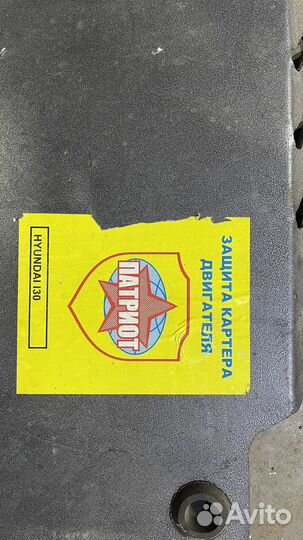 ЗАЩИТА КАРТЕРА
ДВИГАТЕЛЯ
ПАТРИОТ
HYUNDAI I30
Avito